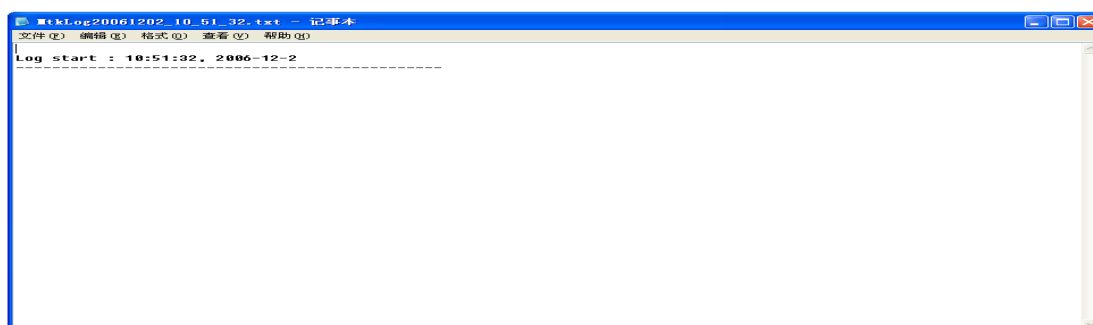 MtkLog20061202_10_51_32.txt - 记事本
文件(F) 编辑(E) 格式(O) 查看(V) 帮助(H)
Log start : 10:51:32, 2006-12-2
-----------------------------------------------